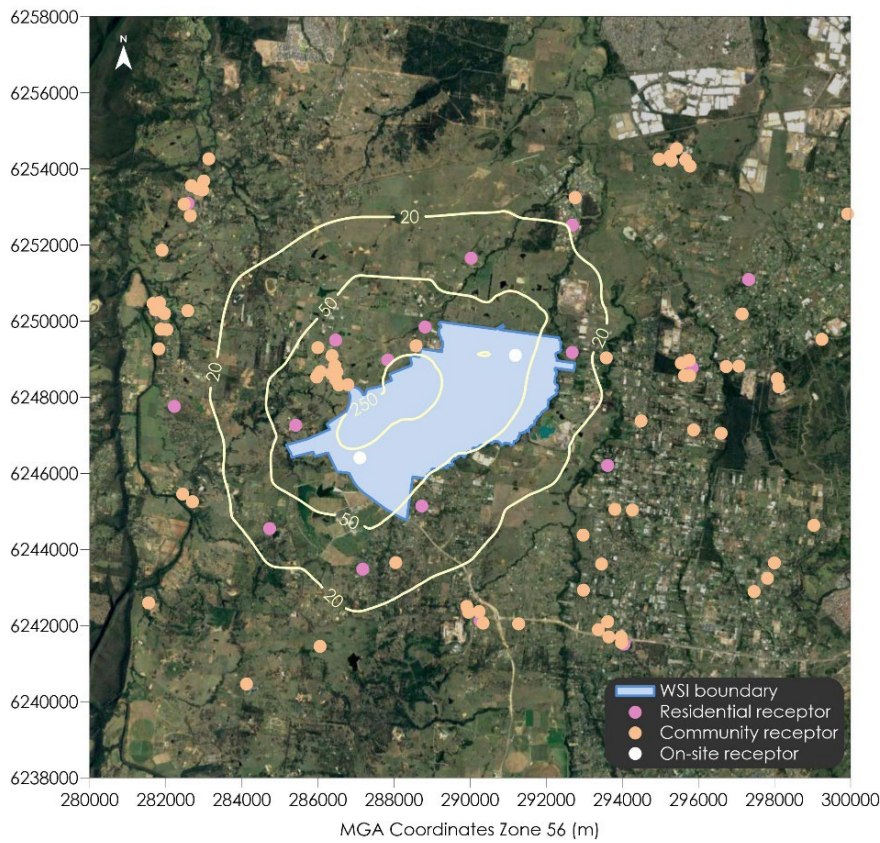 6258000
N
6256000
6254000
20
6252000
50
6250000
20
20
6248000
250
6246000
50
6244000
20
6242000
WSI boundary
Residential receptor
Community receptor
On-site receptor
6240000
6238000
280000 282000 284000 286000 288000 290000 292000 294000 296000 298000 300000
MGA Coordinates Zone 56 (m)